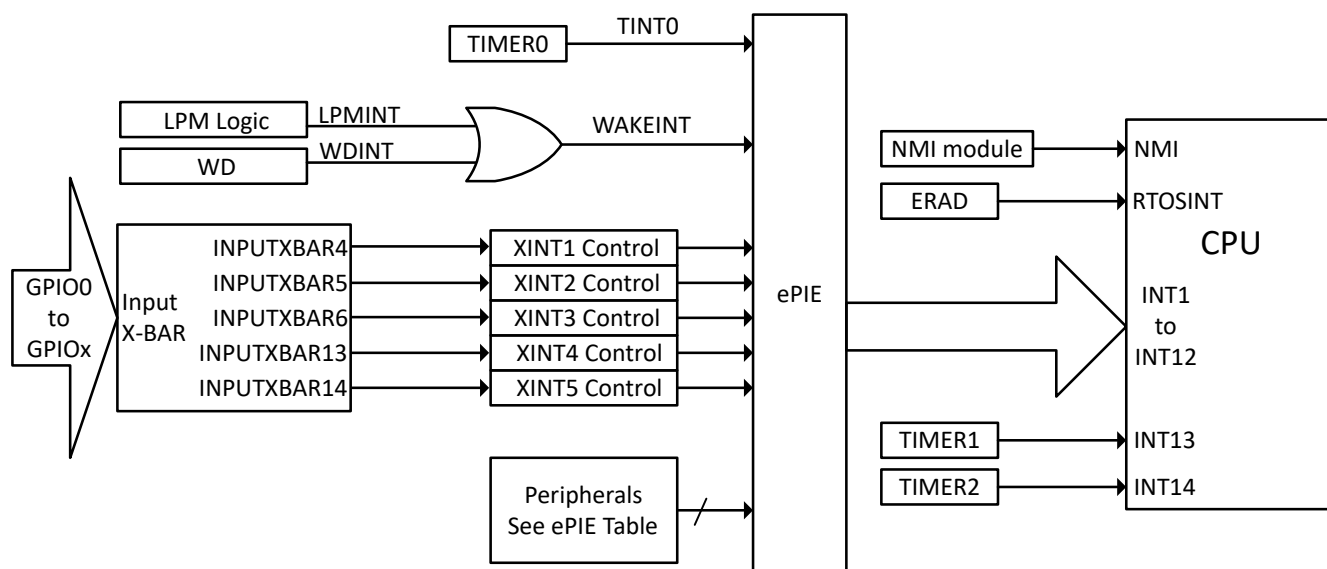 TIMER0
TINT0
LPM Logic
LPMINT
WD
WDINT
WAKEINT
GPIO0
to
GPIOx
Input
X-BAR
INPUTXBAR4
INPUTXBAR5
INPUTXBAR6
INPUTXBAR13
INPUTXBAR14
XINT1 Control
XINT2 Control
XINT3 Control
XINT4 Control
XINT5 Control
Peripherals
See ePIE Table
ePIE
NMI module
ERAD
TIMER1
TIMER2
NMI
RTOSINT
CPU
INT1
to
INT12
INT13
INT14